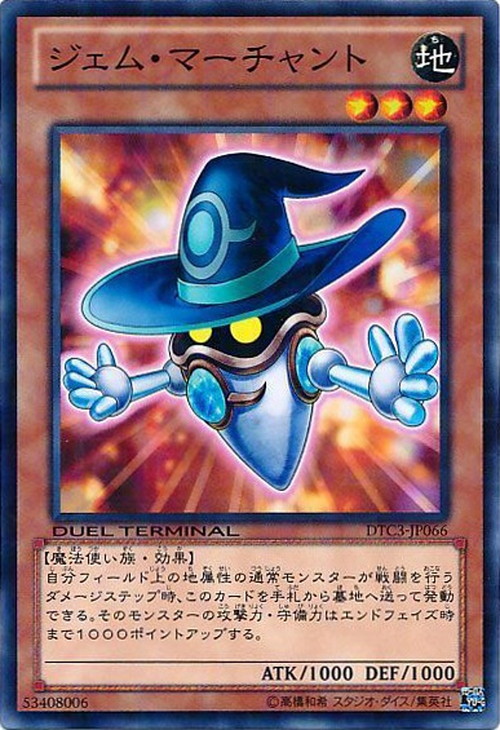 ジェム・マーチャント
地
DUEL TERMINAL
DTC3-JP066
【魔法使い族・効果】
自分フィールド上の地属性の通常モンスターが戦闘を行う
ダメージステップ時、このカードを手札から墓地へ送って発動
できる。そのモンスターの攻撃力・守備力はエンドフェイズ時
まで1000ポイントアップする。
ATK/1000 DEF/1000
53408006
©高橋和希 スタジオ・ダイス/集英社